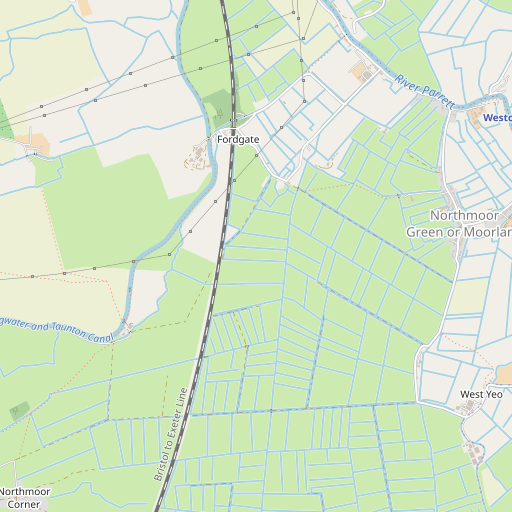 River Parrett
Westo
Fordgate
Northmoor
Green or Moorlan
gwater and Taunton Canal
West Yeo
Bristol to Exeter Line
Northmoor
Corner